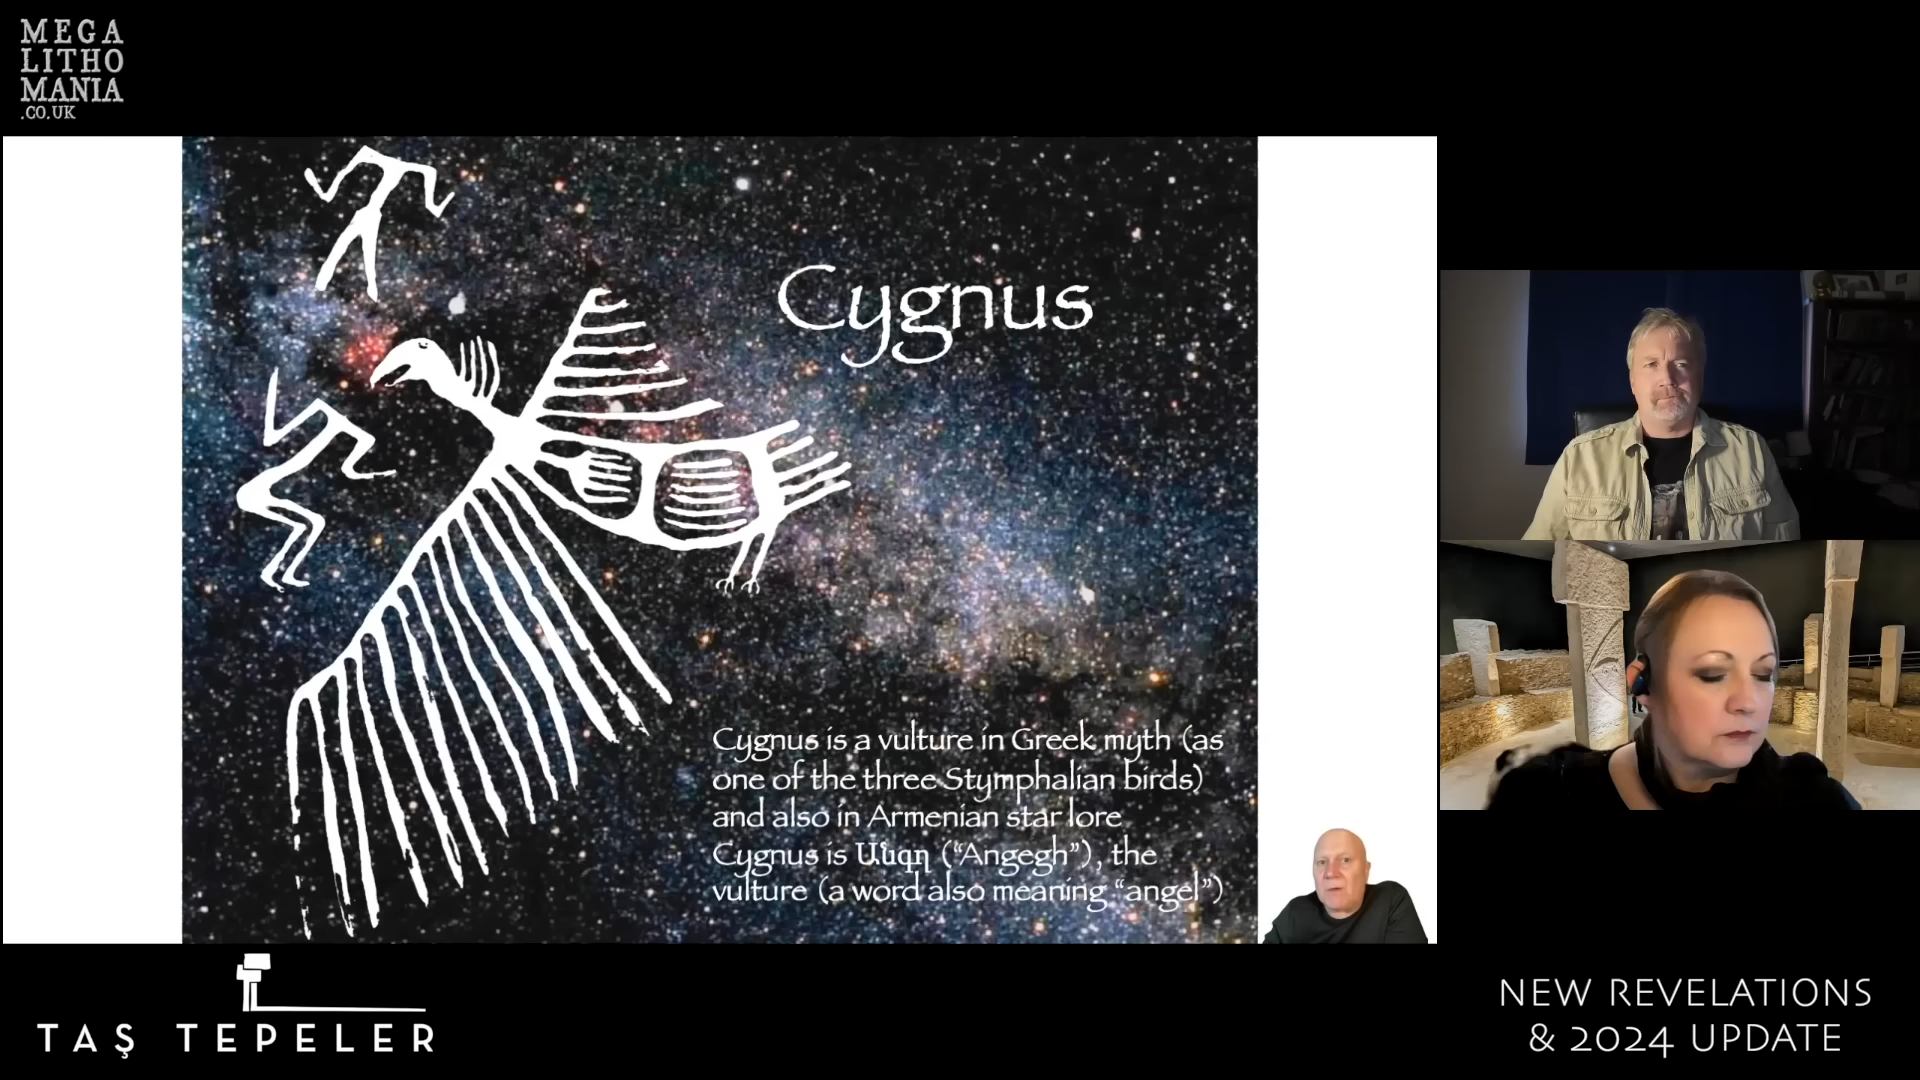 MEGA
LITHO
MANIA
.CO.UK
Cygnus
Cygnus is a vulture in Greek myth (as
one of the three Stymphalian birds)
and also in Armenian star lore
Cygnus is Անգղ (“Angegh”), the
vulture (a word also meaning “angel”)
TAŞ TEPELER
NEW REVELATIONS
& 2024 UPDATE